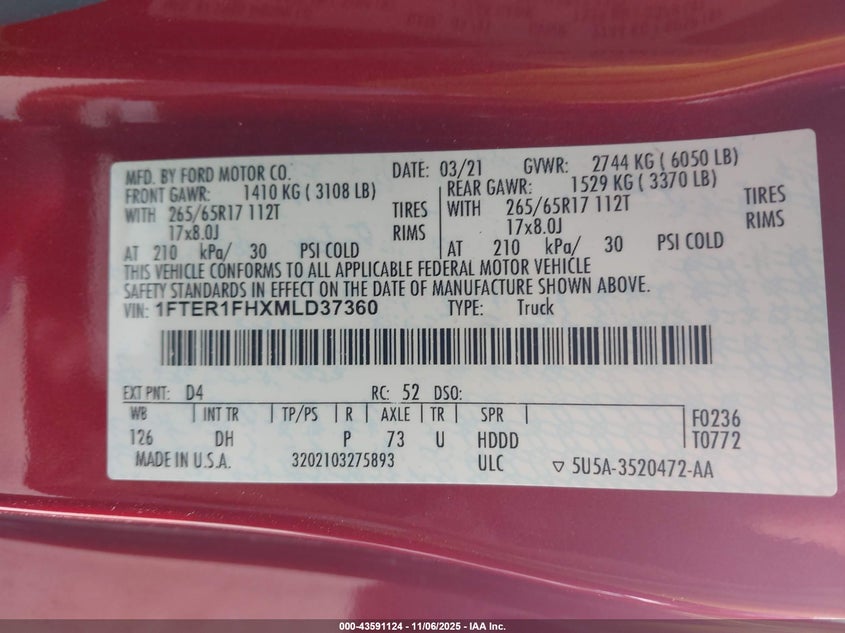 MFD. BY FORD MOTOR CO. DATE: 03/21 GVWR: 2744 KG ( 6050 LB)
FRONT GAWR: 1410 KG ( 3108 LB) REAR GAWR: 1529 KG ( 3370 LB)
WITH 265/65R17 112T TIRES WITH 265/65R17 112T TIRES
17x8.0J RIMS 17x8.0J RIMS
AT 210 kPa/ 30 PSI COLD AT 210 kPa/ 30 PSI COLD
THIS VEHICLE CONFORMS TO ALL APPLICABLE FEDERAL MOTOR VEHICLE
SAFETY STANDARDS IN EFFECT ON THE DATE OF MANUFACTURE SHOWN ABOVE.
VIN: 1FTER1FHXMLD37360 TYPE: Truck
EXT PNT: D4 RC: 52 DSO:
WB INT TR TP/PS R AXLE TR SPR F0236
126 DH P 73 U HDDD T0772
MADE IN U.S.A. 3202103275893 ULC ▽ 5U5A-3520472-AA
000-43591124 - 11/06/2025 - IAA Inc.